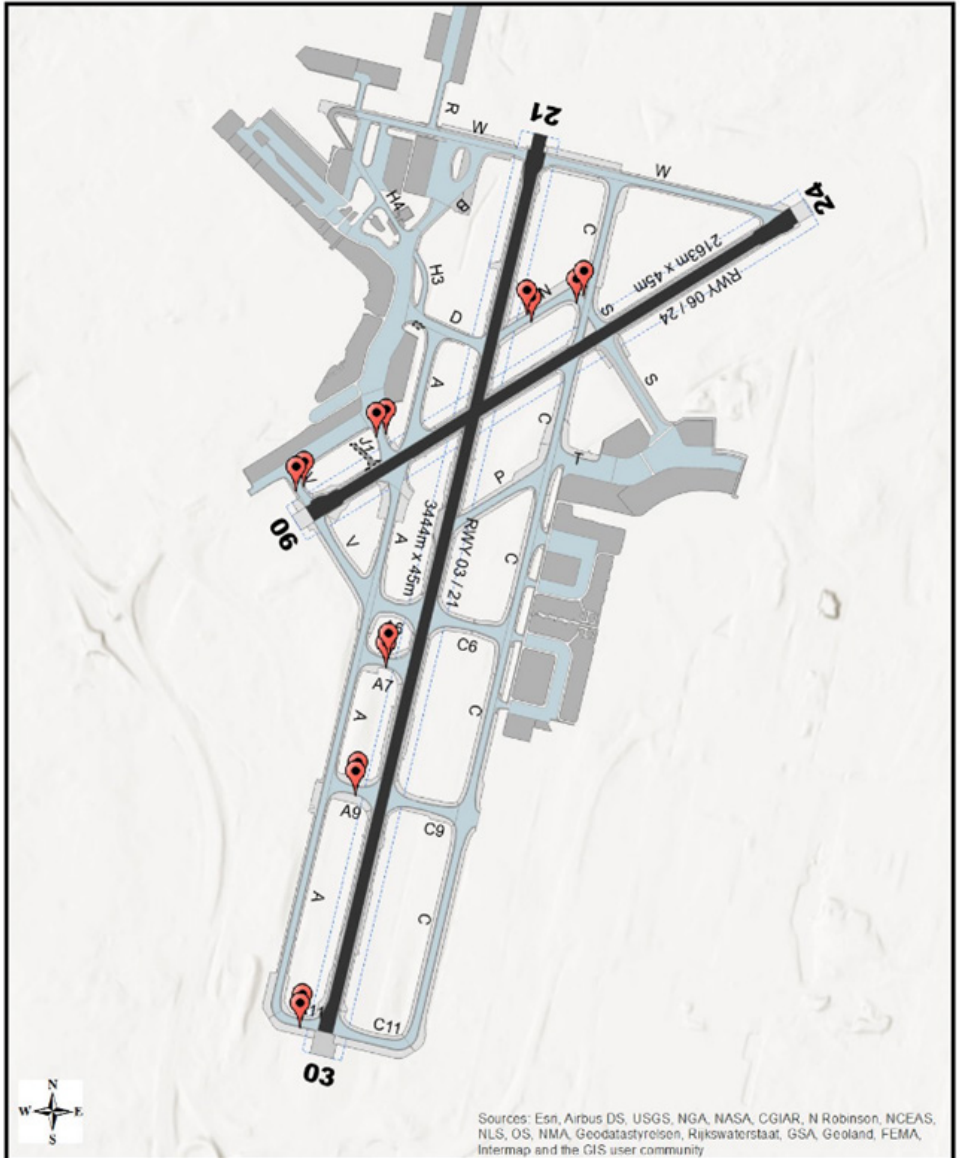 21
R
W
W
24
H4
B
C
2163m x 45m
RWY 06 / 24
H3
N
D
S
A
S
C
J1
T
V
P
06
V
A
3444m x 45m
RWY 03 / 21
C
C6
A7
A
C
A9
C9
A
C
C11
03
N
W
E
S
Sources: Esri, Airbus DS, USGS, NGA, NASA, CGIAR, N Robinson, NCEAS,
NLS, OS, NMA, Geodatastyrelsen, Rijkswaterstaat, GSA, Geoland, FEMA,
Intermap and the GIS user community